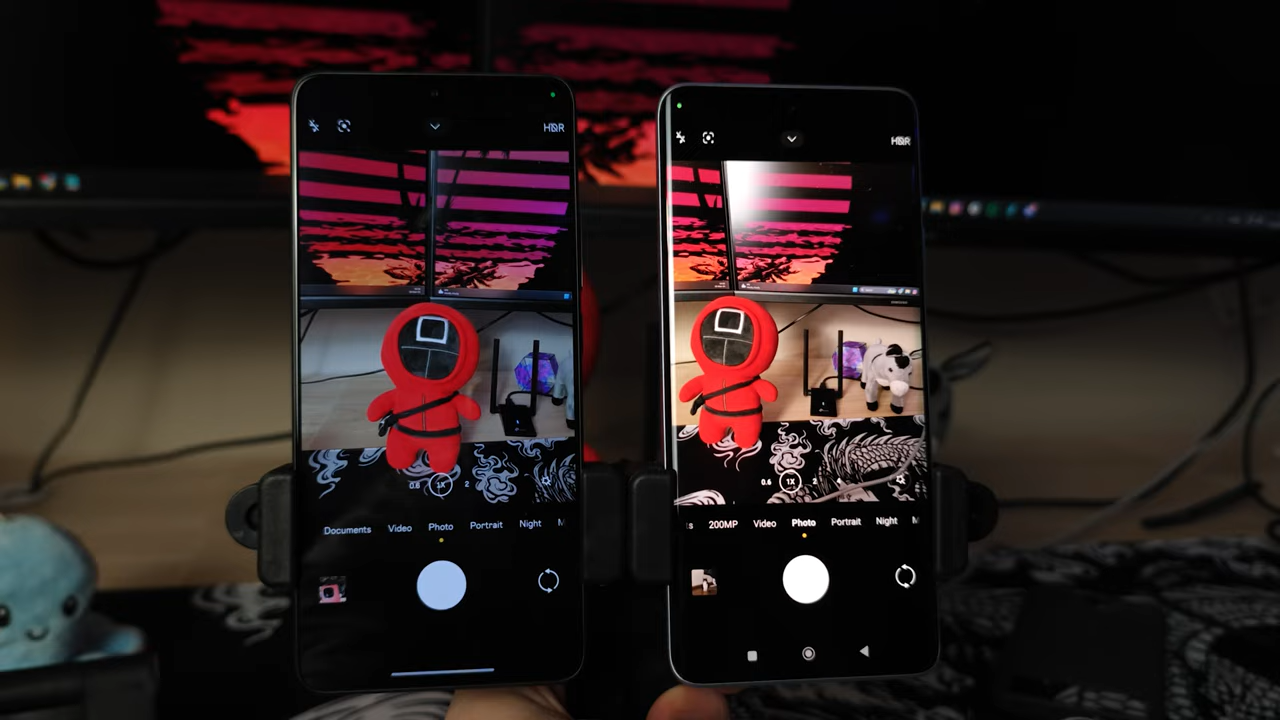 HDR
HDR
0.6 1X 2
0.6 1X 2
Documents Video Photo Portrait Night M
s 200MP Video Photo Portrait Night M